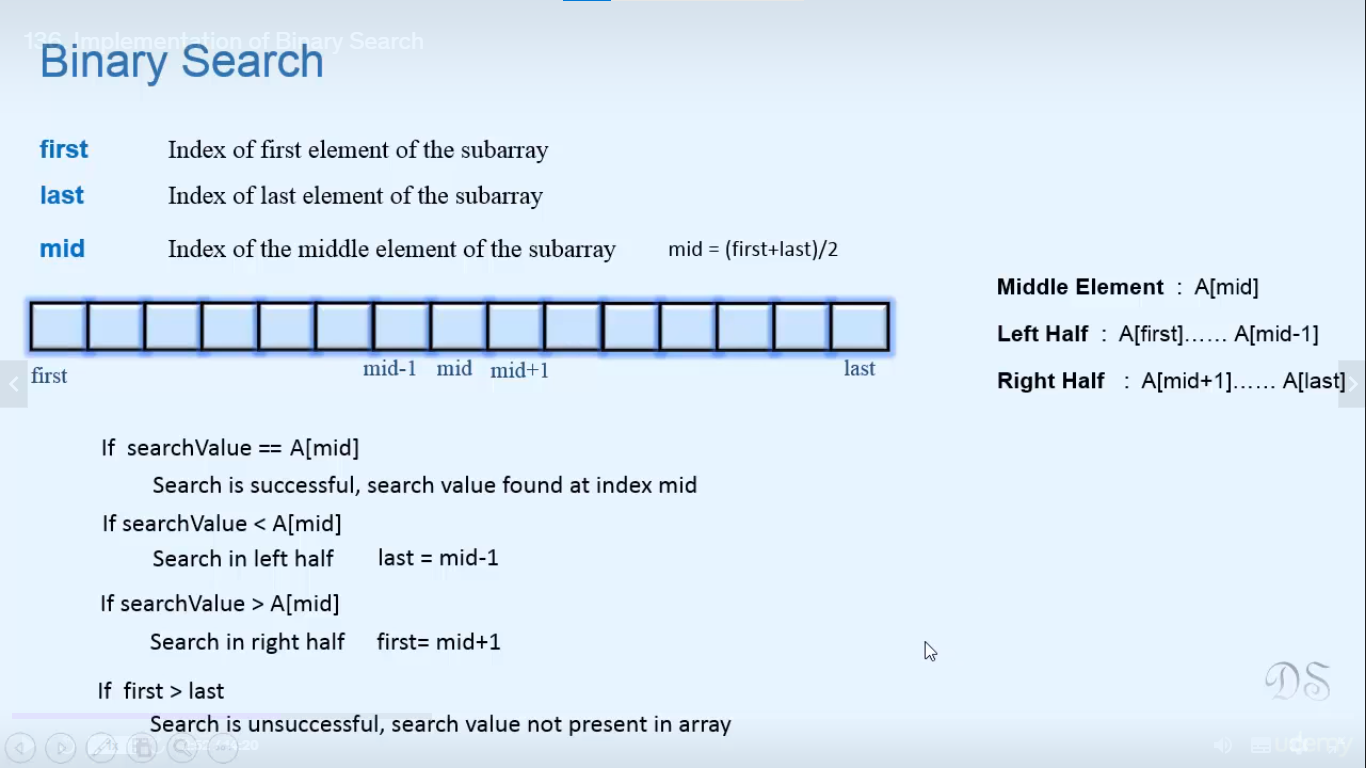 136. Implementation of Binary Search
Binary Search
first Index of first element of the subarray
last Index of last element of the subarray
mid Index of the middle element of the subarray mid = (first+last)/2
Middle Element : A[mid]
Left Half : A[first]...... A[mid-1]
Right Half : A[mid+1]...... A[last]
first mid-1 mid mid+1 last
If searchValue == A[mid]
Search is successful, search value found at index mid
If searchValue < A[mid]
Search in left half last = mid-1
If searchValue > A[mid]
Search in right half first= mid+1
If first > last
Search is unsuccessful, search value not present in array
DS
udemy